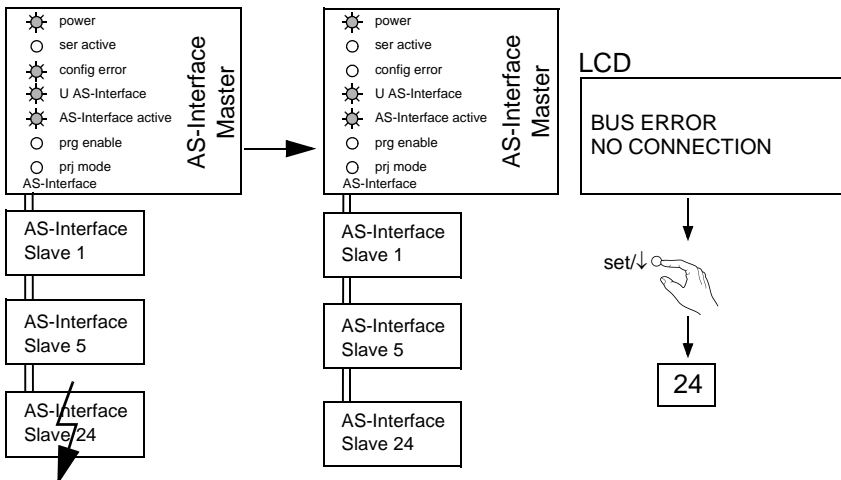 power
ser active
config error
U AS-Interface
AS-Interface active
prg enable
prj mode
AS-Interface
AS-Interface
Master
AS-Interface
Slave 1
AS-Interface
Slave 5
AS-Interface
Slave 24
power
ser active
config error
U AS-Interface
AS-Interface active
prg enable
prj mode
AS-Interface
AS-Interface
Master
AS-Interface
Slave 1
AS-Interface
Slave 5
AS-Interface
Slave 24
LCD
BUS ERROR
NO CONNECTION
set/↓
24